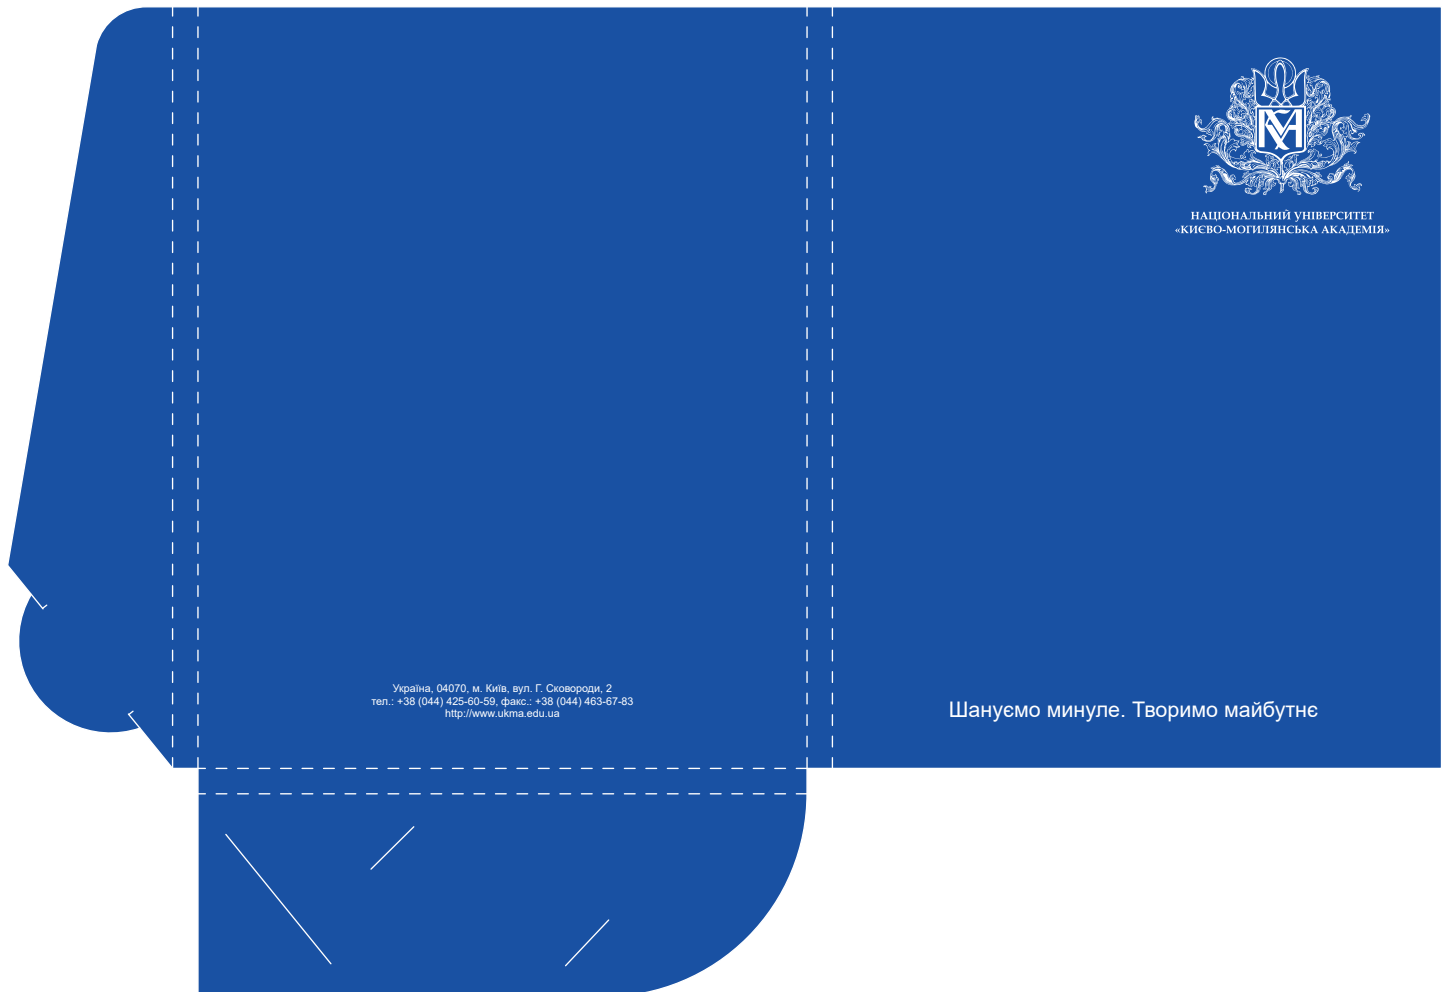 НАЦІОНАЛЬНИЙ УНІВЕРСИТЕТ
«КИЄВО-МОГИЛЯНСЬКА АКАДЕМІЯ»
Україна, 04070, м. Київ, вул. Г. Сковороди, 2
тел.: +38 (044) 425-60-59, факс.: +38 (044) 463-67-83
http://www.ukma.edu.ua
Шануємо минуле. Творимо майбутнє